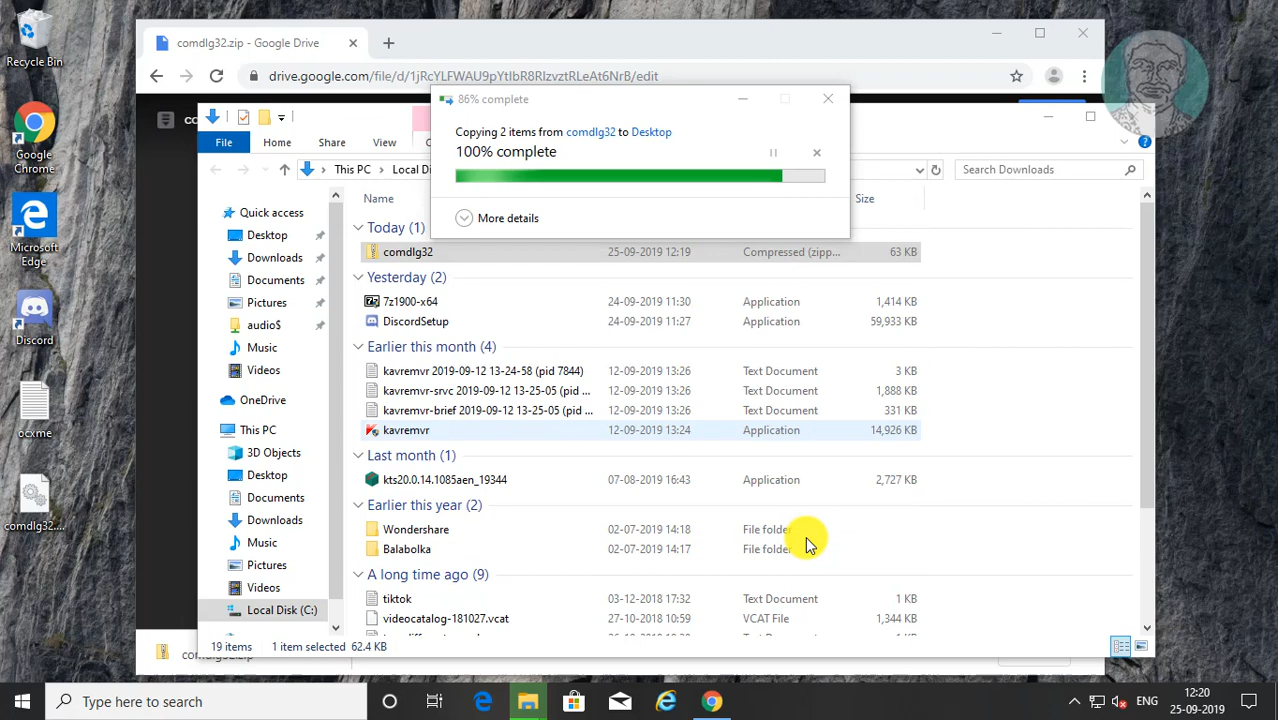 Recycle Bin
Google
Chrome
Microsoft
Edge
Discord
ocxme
comdlg32....
comdlg32.zip - Google Drive
drive.google.com/file/d/1jRcYLFWAU9pYtIbR8RlzvztRLeAt6NrB/edit
86% complete
Copying 2 items from comdlg32 to Desktop
100% complete
More details
File Home Share View
This PC Local Di
Search Downloads
Name Size
Quick access
Desktop
Downloads
Documents
Pictures
audio$
Music
Videos
OneDrive
This PC
3D Objects
Desktop
Documents
Downloads
Music
Pictures
Videos
Local Disk (C:)
Today (1)
comdlg32 25-09-2019 12:19 Compressed (zipp... 63 KB
Yesterday (2)
7z1900-x64 24-09-2019 11:30 Application 1,414 KB
DiscordSetup 24-09-2019 11:27 Application 59,933 KB
Earlier this month (4)
kavremvr 2019-09-12 13-24-58 (pid 7844) 12-09-2019 13:26 Text Document 3 KB
kavremvr-srvc 2019-09-12 13-25-05 (pid ... 12-09-2019 13:26 Text Document 1,888 KB
kavremvr-brief 2019-09-12 13-25-05 (pid ... 12-09-2019 13:26 Text Document 331 KB
kavremvr 12-09-2019 13:24 Application 14,926 KB
Last month (1)
kts20.0.14.1085aen_19344 07-08-2019 16:43 Application 2,727 KB
Earlier this year (2)
Wondershare 02-07-2019 14:18 File folder
Balabolka 02-07-2019 14:17 File folder
A long time ago (9)
tiktok 03-12-2018 17:32 Text Document 1 KB
videocatalog-181027.vcat 27-10-2018 10:59 VCAT File 1,344 KB
19 items 1 item selected 62.4 KB
comdlg32.zip
Type here to search
ENG
12:20
25-09-2019